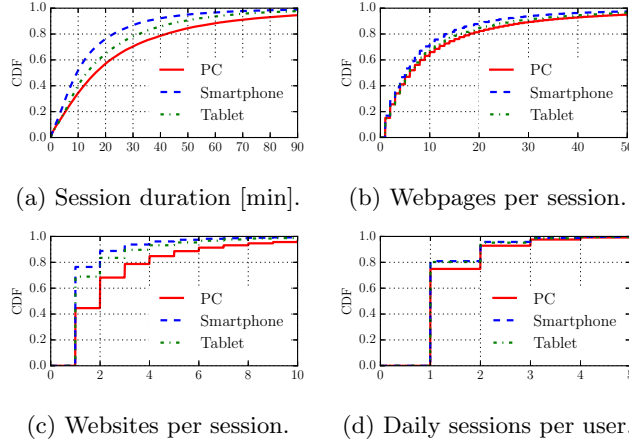 1.0 1.0
0.8 0.8
0.6 0.6
0.4 0.4
0.2 0.2
0.0 0.0
CDF CDF
PC PC
Smartphone Smartphone
Tablet Tablet
0 10 20 30 40 50 60 70 80 90 0 10 20 30 40 50
(a) Session duration [min]. (b) Webpages per session.
1.0 1.0
0.8 0.8
0.6 0.6
0.4 0.4
0.2 0.2
0.0 0.0
CDF CDF
PC PC
Smartphone Smartphone
Tablet Tablet
0 2 4 6 8 10 0 1 2 3 4 5
(c) Websites per session. (d) Daily sessions per user.